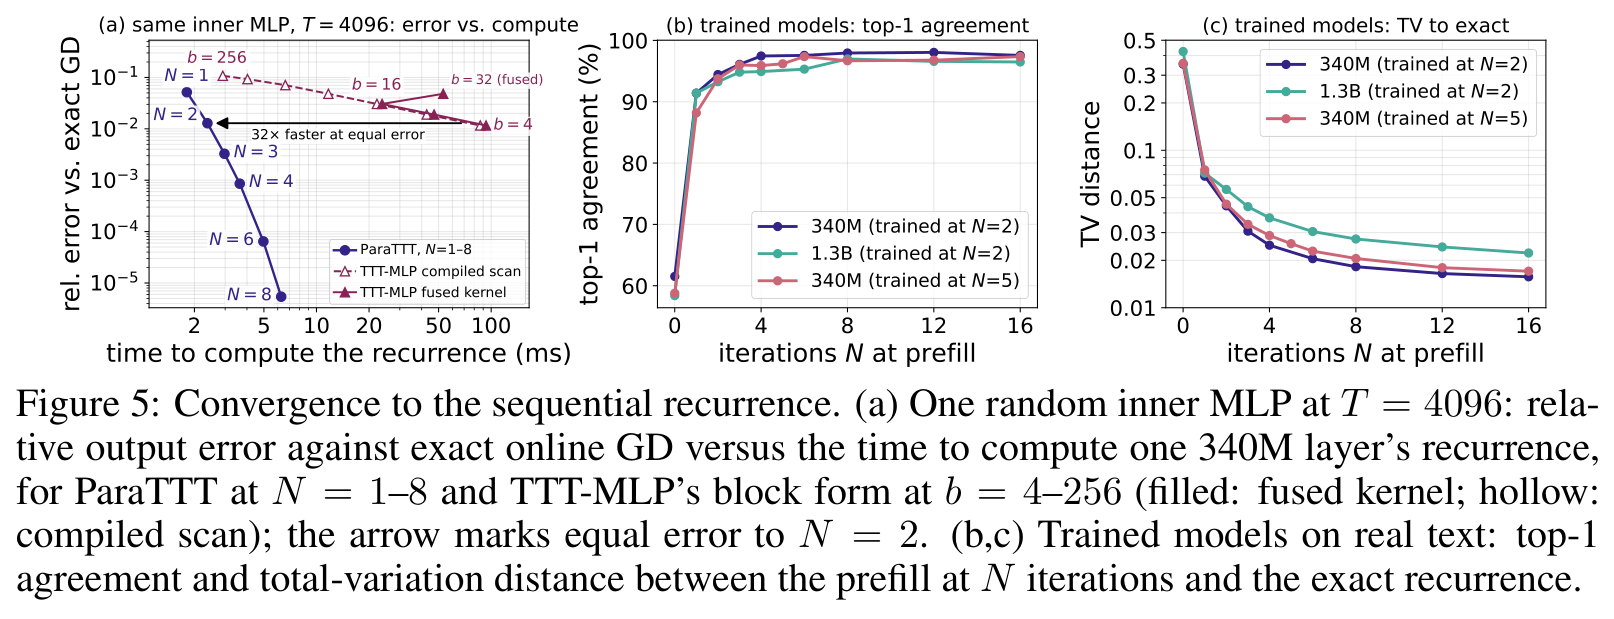 (a) same inner MLP, T = 4096: error vs. compute
rel. error vs. exact GD
10⁻¹
10⁻²
10⁻³
10⁻⁴
10⁻⁵
b = 256
N = 1
b = 16
b = 32 (fused)
N = 2
32× faster at equal error
b = 4
N = 3
N = 4
N = 6
N = 8
ParaTTT, N=1–8
TTT-MLP compiled scan
TTT-MLP fused kernel
2 5 10 20 50 100
time to compute the recurrence (ms)
(b) trained models: top-1 agreement
top-1 agreement (%)
100
90
80
70
60
340M (trained at N=2)
1.3B (trained at N=2)
340M (trained at N=5)
0 4 8 12 16
iterations N at prefill
(c) trained models: TV to exact
TV distance
0.5
0.3
0.2
0.1
0.05
0.03
0.02
0.01
340M (trained at N=2)
1.3B (trained at N=2)
340M (trained at N=5)
0 4 8 12 16
iterations N at prefill
Figure 5: Convergence to the sequential recurrence. (a) One random inner MLP at T = 4096: rela-
tive output error against exact online GD versus the time to compute one 340M layer's recurrence,
for ParaTTT at N = 1–8 and TTT-MLP's block form at b = 4–256 (filled: fused kernel; hollow:
compiled scan); the arrow marks equal error to N = 2. (b,c) Trained models on real text: top-1
agreement and total-variation distance between the prefill at N iterations and the exact recurrence.